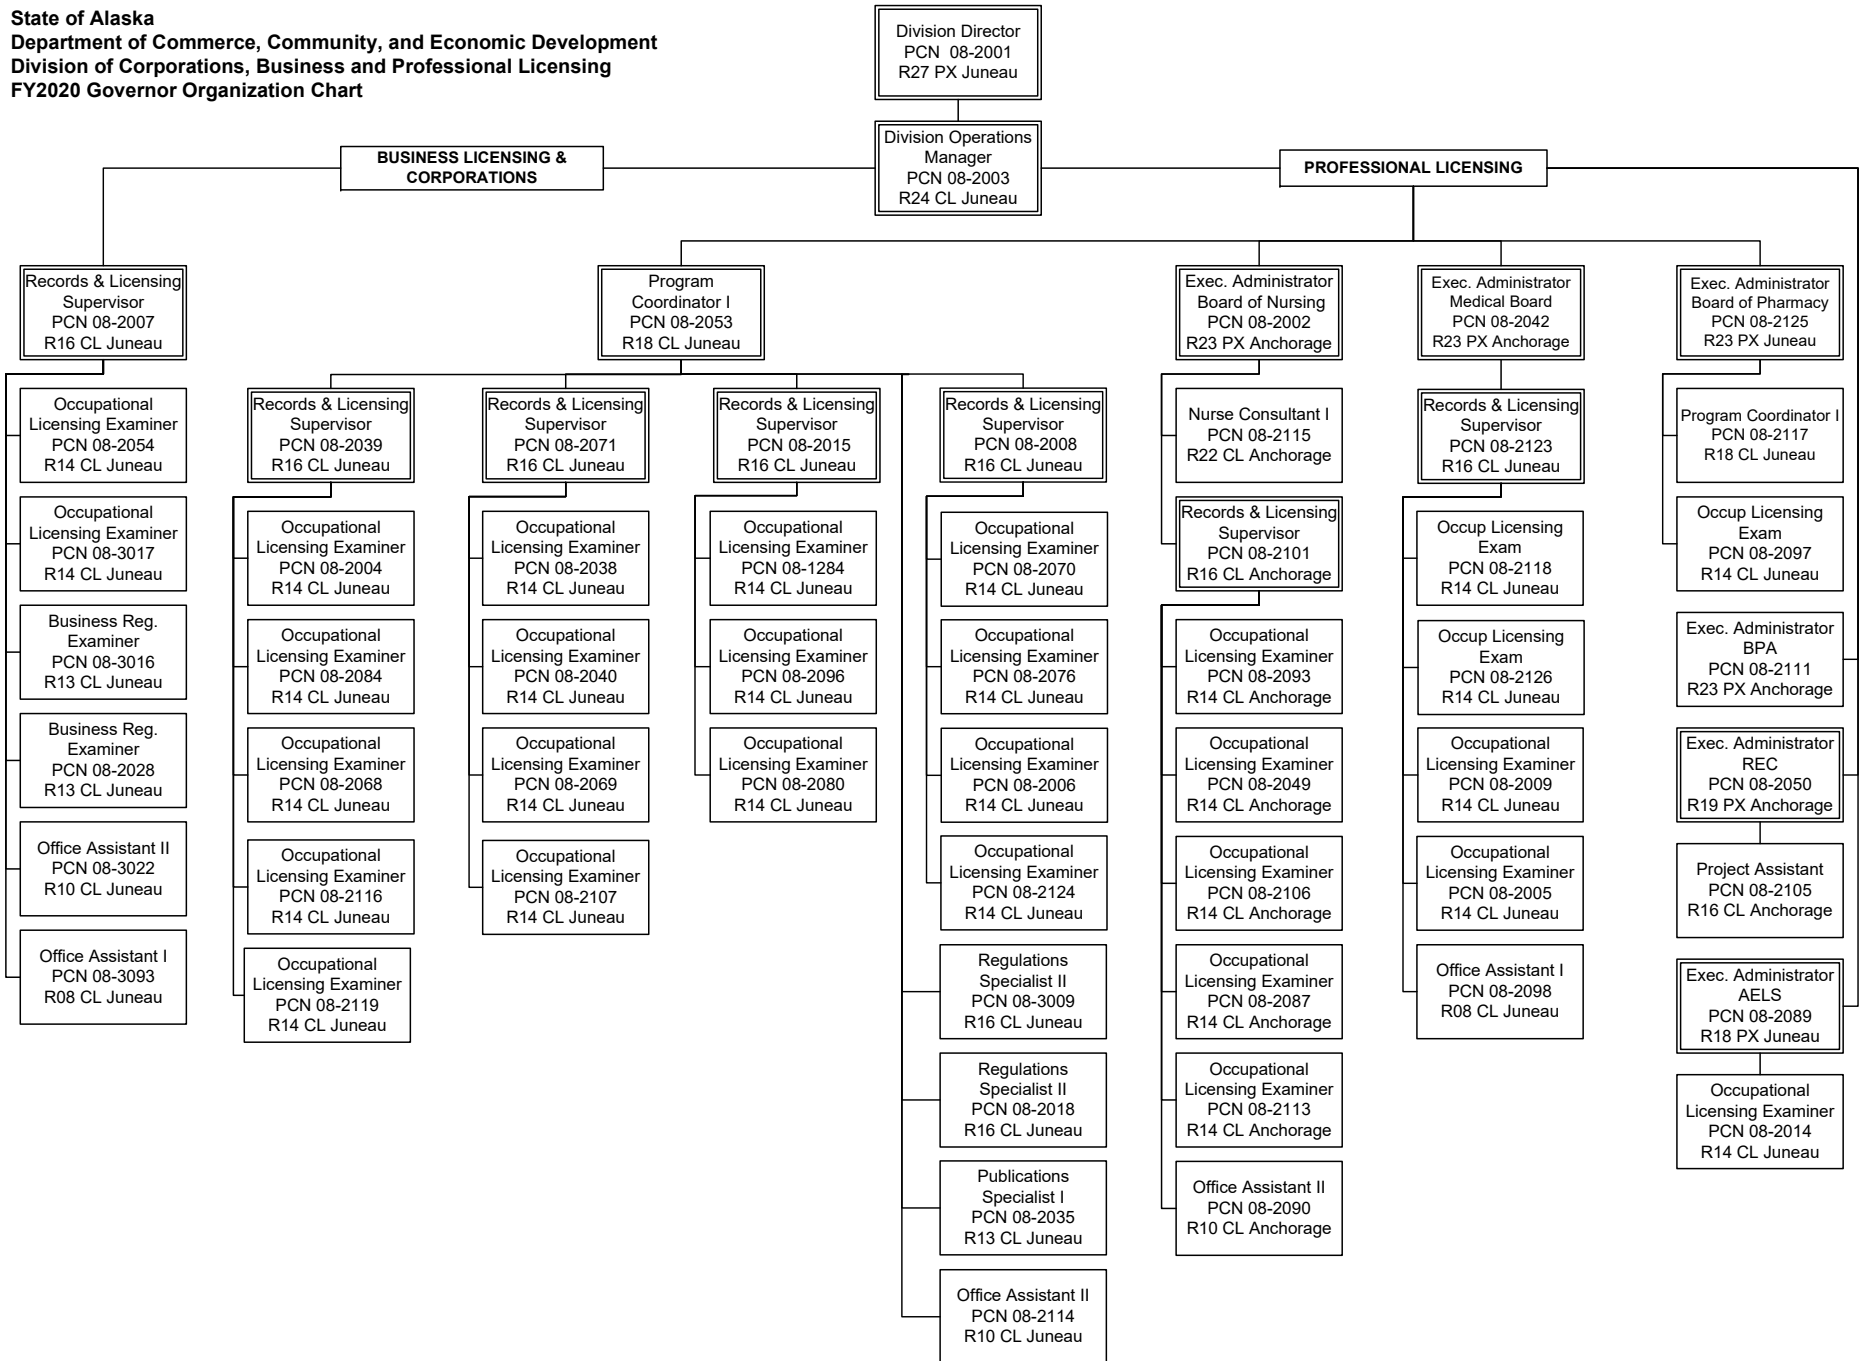 State of Alaska
Department of Commerce, Community, and Economic Development
Division of Corporations, Business and Professional Licensing
FY2020 Governor Organization Chart
Division Director
PCN 08-2001
R27 PX Juneau
Division Operations
Manager
PCN 08-2003
R24 CL Juneau
BUSINESS LICENSING &
CORPORATIONS
PROFESSIONAL LICENSING
Records & Licensing
Supervisor
PCN 08-2007
R16 CL Juneau
Occupational
Licensing Examiner
PCN 08-2054
R14 CL Juneau
Occupational
Licensing Examiner
PCN 08-3017
R14 CL Juneau
Business Reg.
Examiner
PCN 08-3016
R13 CL Juneau
Business Reg.
Examiner
PCN 08-2028
R13 CL Juneau
Office Assistant II
PCN 08-3022
R10 CL Juneau
Office Assistant I
PCN 08-3093
R08 CL Juneau
Program
Coordinator I
PCN 08-2053
R18 CL Juneau
Records & Licensing
Supervisor
PCN 08-2039
R16 CL Juneau
Occupational
Licensing Examiner
PCN 08-2004
R14 CL Juneau
Occupational
Licensing Examiner
PCN 08-2084
R14 CL Juneau
Occupational
Licensing Examiner
PCN 08-2068
R14 CL Juneau
Occupational
Licensing Examiner
PCN 08-2116
R14 CL Juneau
Occupational
Licensing Examiner
PCN 08-2119
R14 CL Juneau
Records & Licensing
Supervisor
PCN 08-2071
R16 CL Juneau
Occupational
Licensing Examiner
PCN 08-2038
R14 CL Juneau
Occupational
Licensing Examiner
PCN 08-2040
R14 CL Juneau
Occupational
Licensing Examiner
PCN 08-2069
R14 CL Juneau
Occupational
Licensing Examiner
PCN 08-2107
R14 CL Juneau
Records & Licensing
Supervisor
PCN 08-2015
R16 CL Juneau
Occupational
Licensing Examiner
PCN 08-1284
R14 CL Juneau
Occupational
Licensing Examiner
PCN 08-2096
R14 CL Juneau
Occupational
Licensing Examiner
PCN 08-2080
R14 CL Juneau
Records & Licensing
Supervisor
PCN 08-2008
R16 CL Juneau
Occupational
Licensing Examiner
PCN 08-2070
R14 CL Juneau
Occupational
Licensing Examiner
PCN 08-2076
R14 CL Juneau
Occupational
Licensing Examiner
PCN 08-2006
R14 CL Juneau
Occupational
Licensing Examiner
PCN 08-2124
R14 CL Juneau
Regulations
Specialist II
PCN 08-3009
R16 CL Juneau
Regulations
Specialist II
PCN 08-2018
R16 CL Juneau
Publications
Specialist I
PCN 08-2035
R13 CL Juneau
Office Assistant II
PCN 08-2114
R10 CL Juneau
Exec. Administrator
Board of Nursing
PCN 08-2002
R23 PX Anchorage
Nurse Consultant I
PCN 08-2115
R22 CL Anchorage
Records & Licensing
Supervisor
PCN 08-2101
R16 CL Anchorage
Occupational
Licensing Examiner
PCN 08-2093
R14 CL Anchorage
Occupational
Licensing Examiner
PCN 08-2049
R14 CL Anchorage
Occupational
Licensing Examiner
PCN 08-2106
R14 CL Anchorage
Occupational
Licensing Examiner
PCN 08-2087
R14 CL Anchorage
Occupational
Licensing Examiner
PCN 08-2113
R14 CL Anchorage
Office Assistant II
PCN 08-2090
R10 CL Anchorage
Exec. Administrator
Medical Board
PCN 08-2042
R23 PX Anchorage
Records & Licensing
Supervisor
PCN 08-2123
R16 CL Juneau
Occup Licensing
Exam
PCN 08-2118
R14 CL Juneau
Occup Licensing
Exam
PCN 08-2126
R14 CL Juneau
Occupational
Licensing Examiner
PCN 08-2009
R14 CL Juneau
Occupational
Licensing Examiner
PCN 08-2005
R14 CL Juneau
Office Assistant I
PCN 08-2098
R08 CL Juneau
Exec. Administrator
Board of Pharmacy
PCN 08-2125
R23 PX Juneau
Program Coordinator I
PCN 08-2117
R18 CL Juneau
Occup Licensing
Exam
PCN 08-2097
R14 CL Juneau
Exec. Administrator
BPA
PCN 08-2111
R23 PX Anchorage
Exec. Administrator
REC
PCN 08-2050
R19 PX Anchorage
Project Assistant
PCN 08-2105
R16 CL Anchorage
Exec. Administrator
AELS
PCN 08-2089
R18 PX Juneau
Occupational
Licensing Examiner
PCN 08-2014
R14 CL Juneau